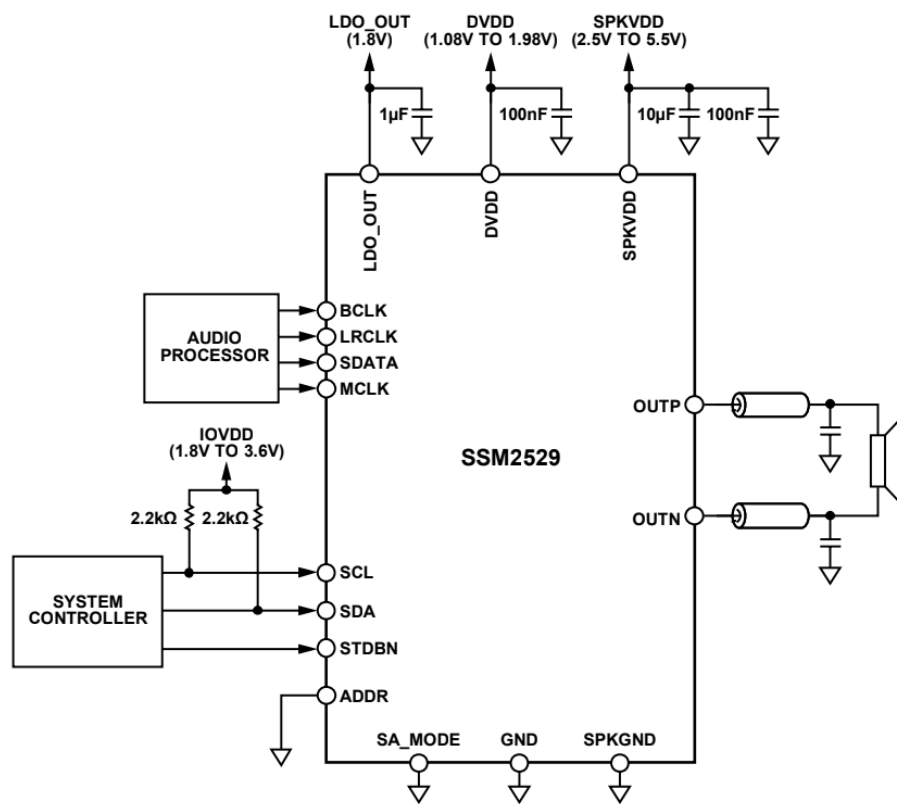 LDO_OUT
(1.8V)
DVDD
(1.08V TO 1.98V)
SPKVDD
(2.5V TO 5.5V)
1µF
100nF
10µF
100nF
LDO_OUT
DVDD
SPKVDD
AUDIO
PROCESSOR
BCLK
LRCLK
SDATA
MCLK
IOVDD
(1.8V TO 3.6V)
2.2kΩ
2.2kΩ
SSM2529
OUTP
OUTN
SYSTEM
CONTROLLER
SCL
SDA
STDBN
ADDR
SA_MODE
GND
SPKGND